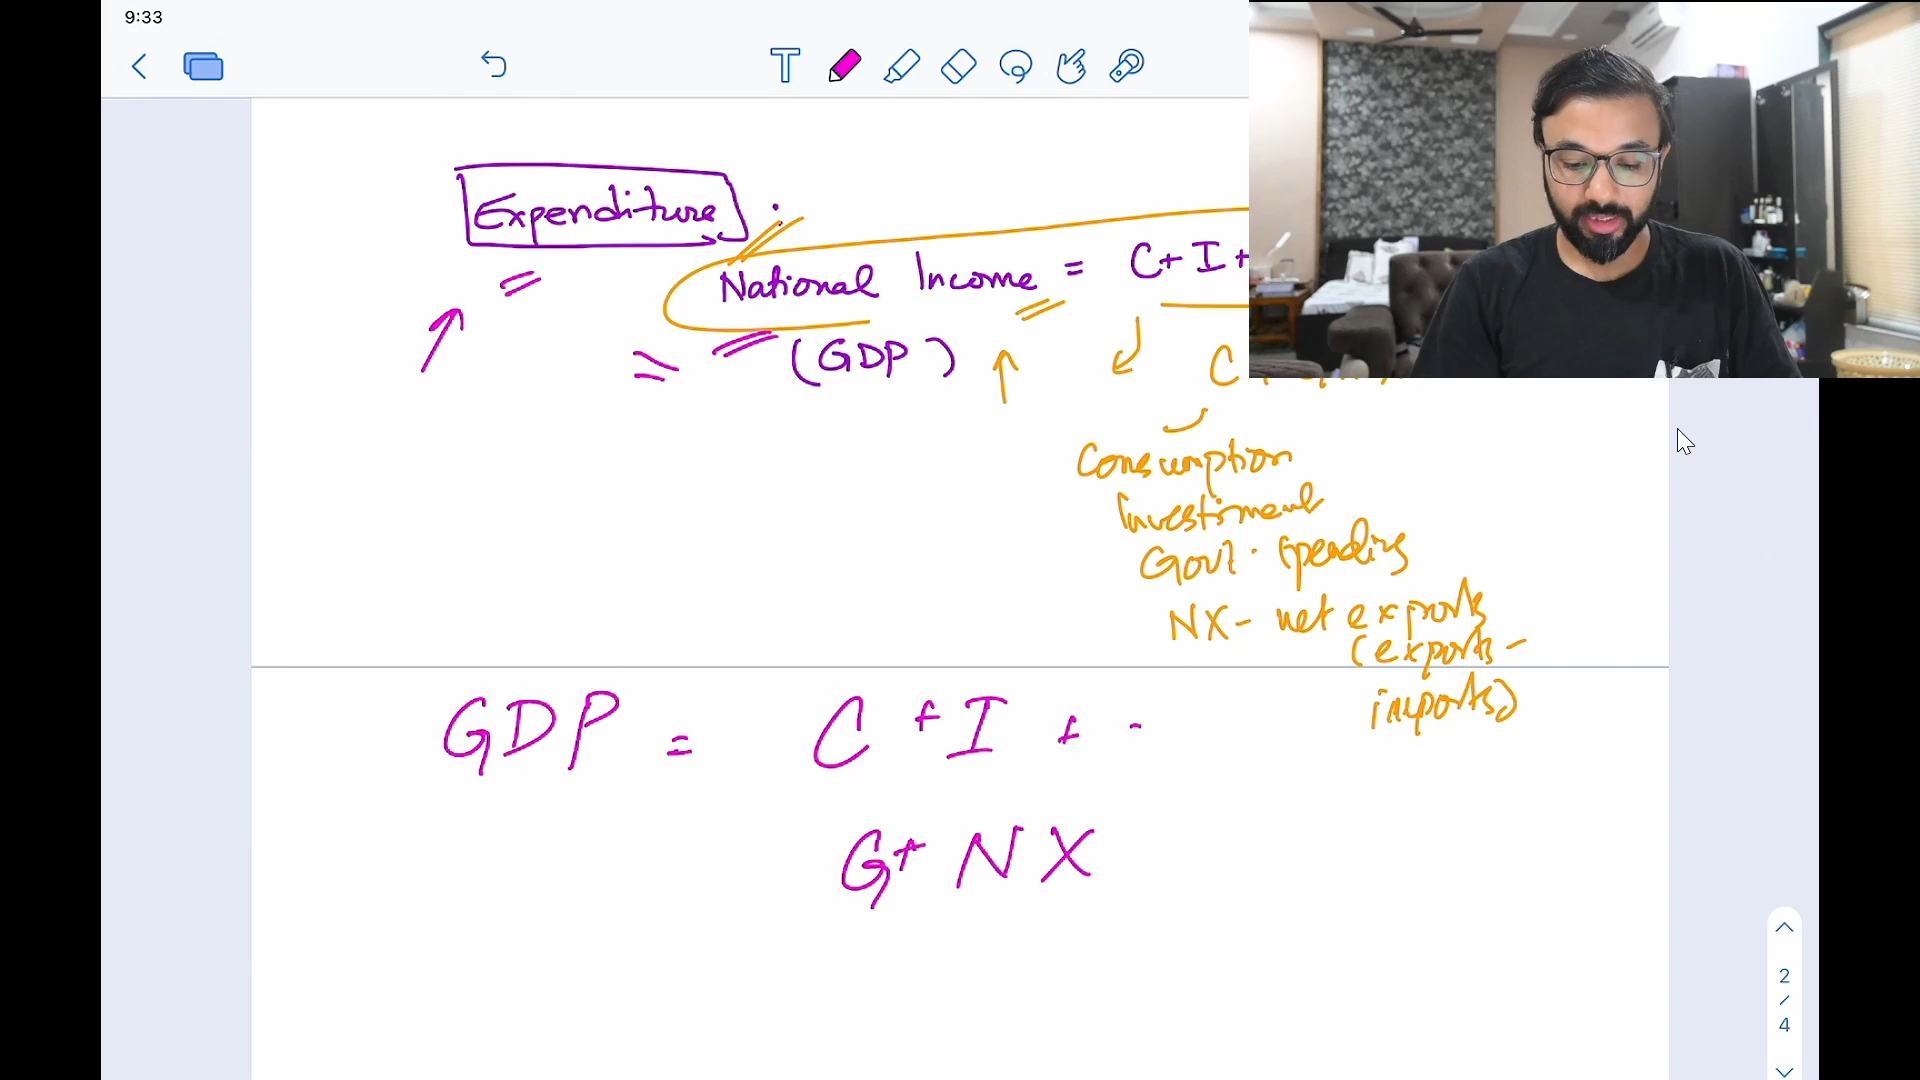 9:33
T
Expenditure :
National Income = C+ I +
(GDP)
C
Consumption
Investment
Govt. Spending
NX - net exports
(exports -
imports)
GDP = C + I + -
G + NX
2
/
4